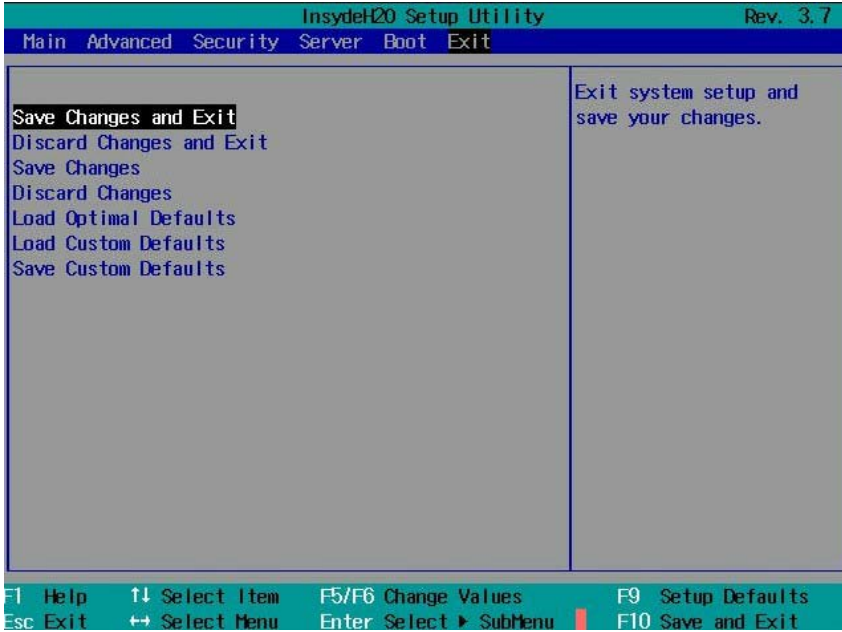 InsydeH2O Setup Utility Rev. 3.7
Main Advanced Security Server Boot Exit
Exit system setup and
save your changes.
Save Changes and Exit
Discard Changes and Exit
Save Changes
Discard Changes
Load Optimal Defaults
Load Custom Defaults
Save Custom Defaults
F1 Help ↑↓ Select Item F5/F6 Change Values F9 Setup Defaults
Esc Exit ↔ Select Menu Enter Select ▶ SubMenu F10 Save and Exit